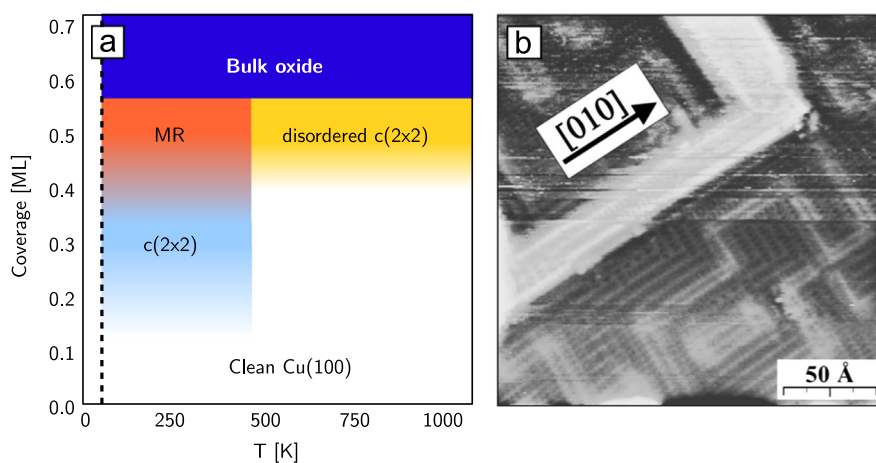 a
0.7
0.6
0.5
0.4
0.3
0.2
0.1
0.0
Coverage [ML]
Bulk oxide
MR
disordered c(2x2)
c(2x2)
Clean Cu(100)
0
250
500
750
1000
T [K]
b
[010]
50 Å